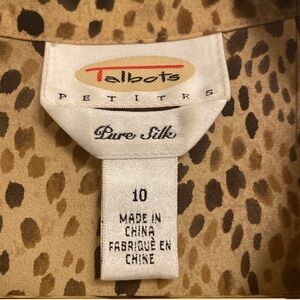 Talbots
PETITES
Pure Silk
10
MADE IN
CHINA
FABRIQUÉ EN
CHINE